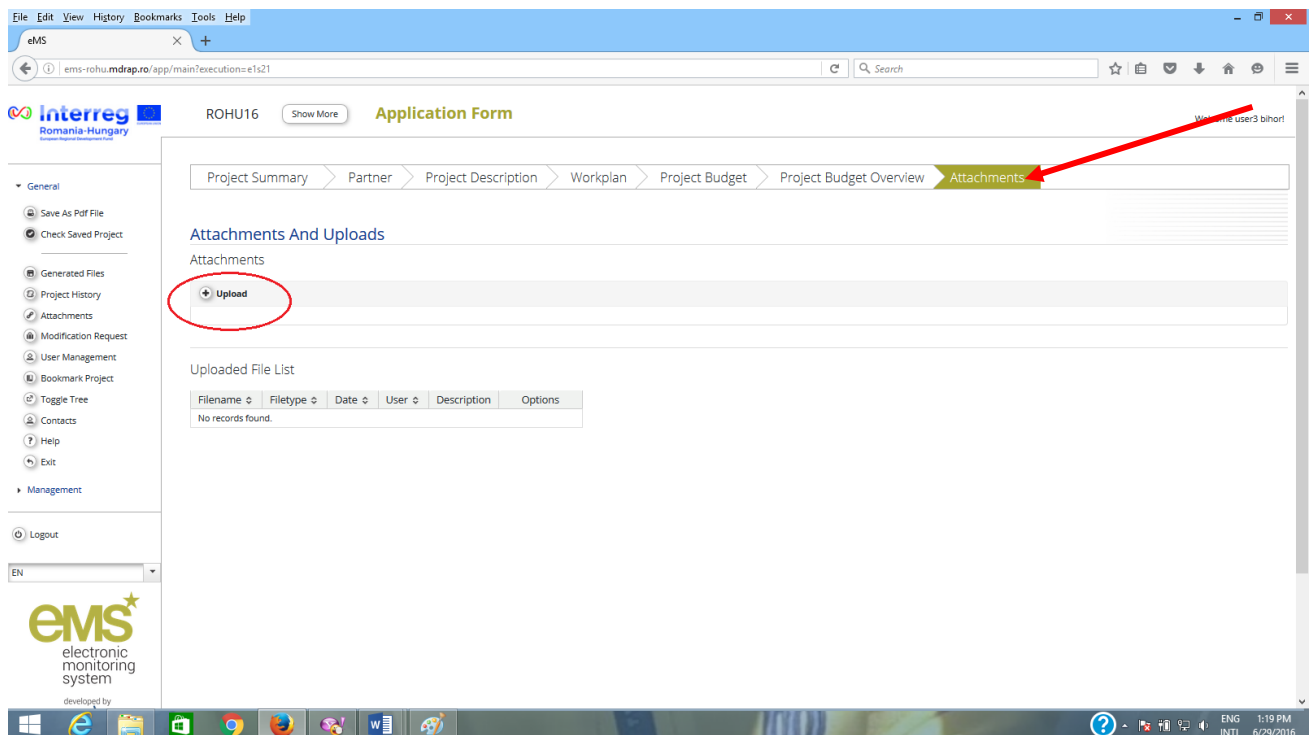 File Edit View History Bookmarks Tools Help
eMS
ems-rohu.mdrap.ro/app/main?execution=e1s21
Search
Interreg
Romania-Hungary
European Regional Development Fund
ROHU16 Show More Application Form
user3 bihor!
Project Summary Partner Project Description Workplan Project Budget Project Budget Overview Attachments
General
Save As Pdf File
Check Saved Project
Generated Files
Project History
Attachments
Modification Request
User Management
Bookmark Project
Toggle Tree
Contacts
Help
Exit
Management
Logout
EN
eMS
electronic
monitoring
system
developed by
Attachments And Uploads
Attachments
Upload
Uploaded File List
Filename Filetype Date User Description Options
No records found.
ENG 1:19 PM
INTL 6/29/2016